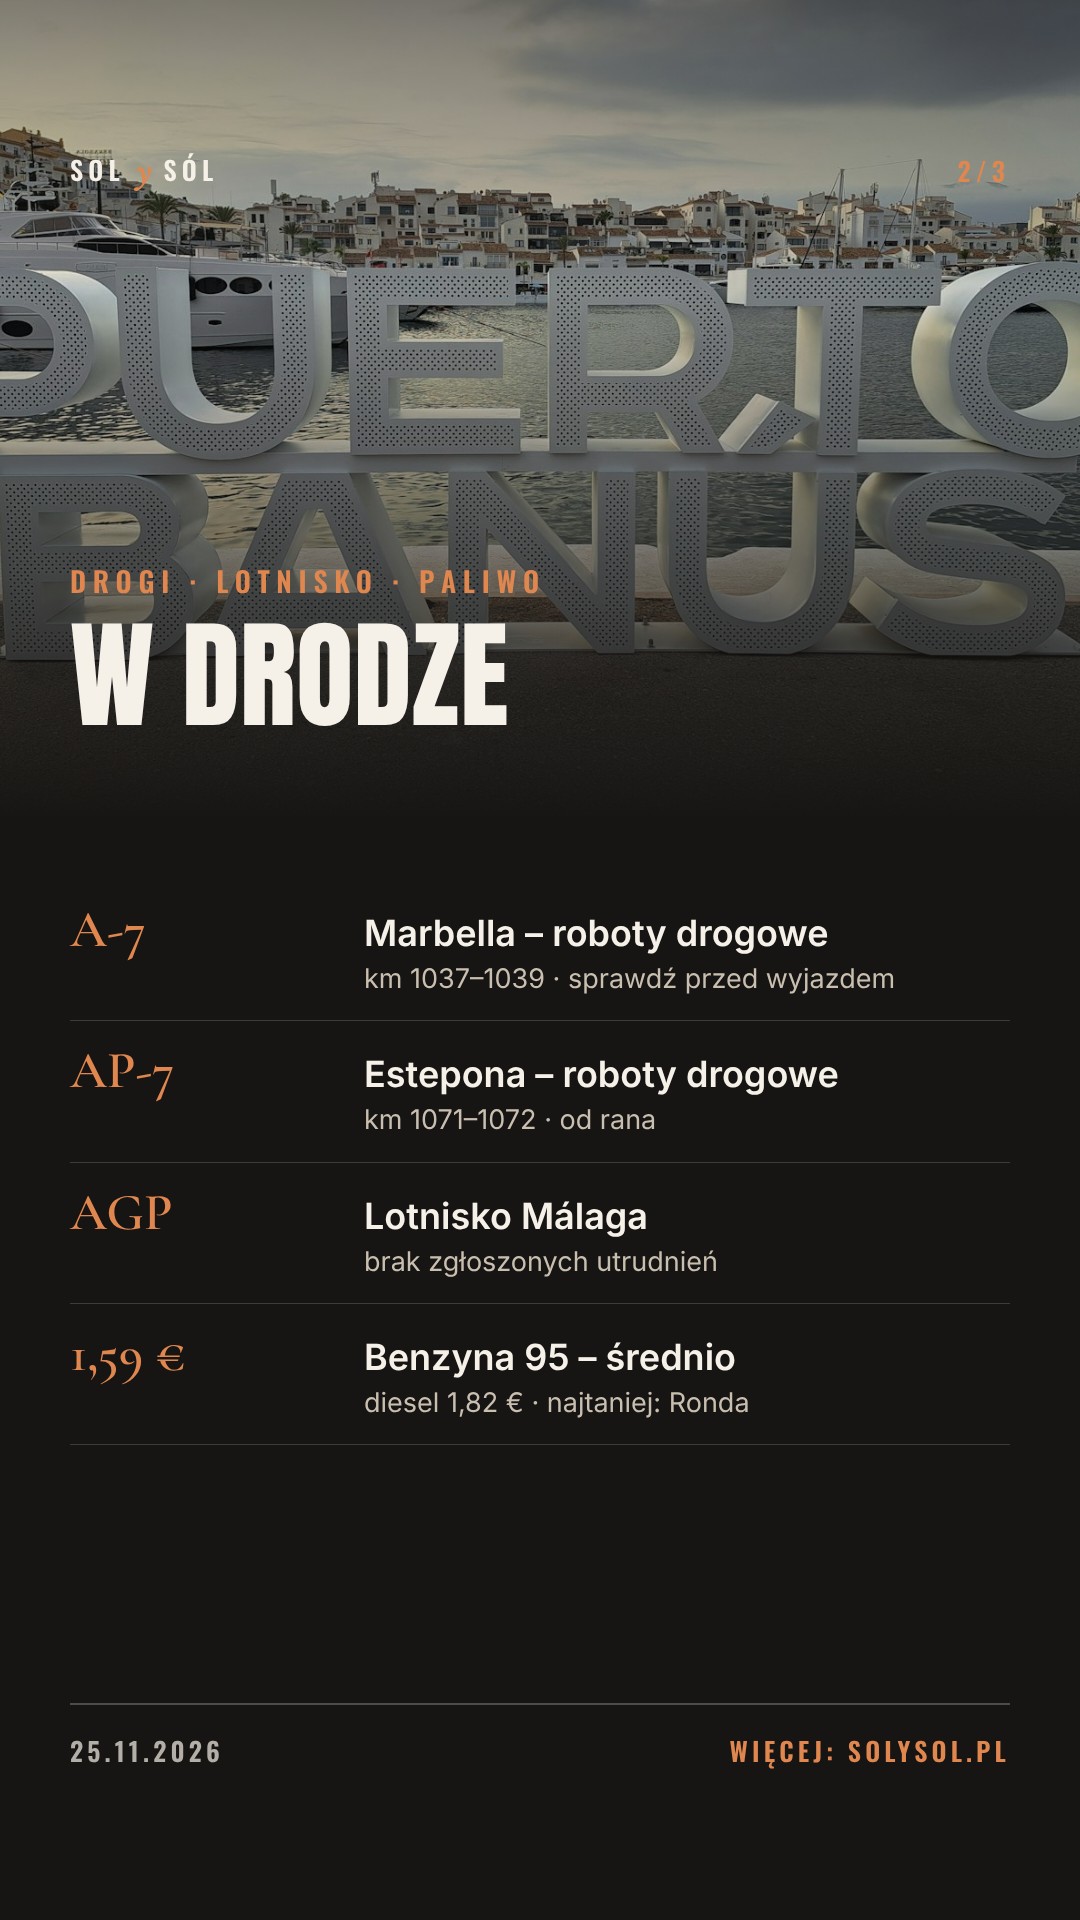 SOL y SÓL
2/3
PUERTO
BANUS
DROGI · LOTNISKO · PALIWO
W DRODZE
A-7
Marbella – roboty drogowe
km 1037–1039 · sprawdź przed wyjazdem
AP-7
Estepona – roboty drogowe
km 1071–1072 · od rana
AGP
Lotnisko Málaga
brak zgłoszonych utrudnień
1,59 €
Benzyna 95 – średnio
diesel 1,82 € · najtaniej: Ronda
25.11.2026
WIĘCEJ: SOLYSOL.PL